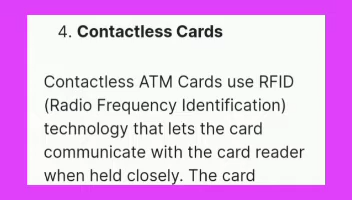 4. Contactless Cards
Contactless ATM Cards use RFID
(Radio Frequency Identification)
technology that lets the card
communicate with the card reader
when held closely. The card